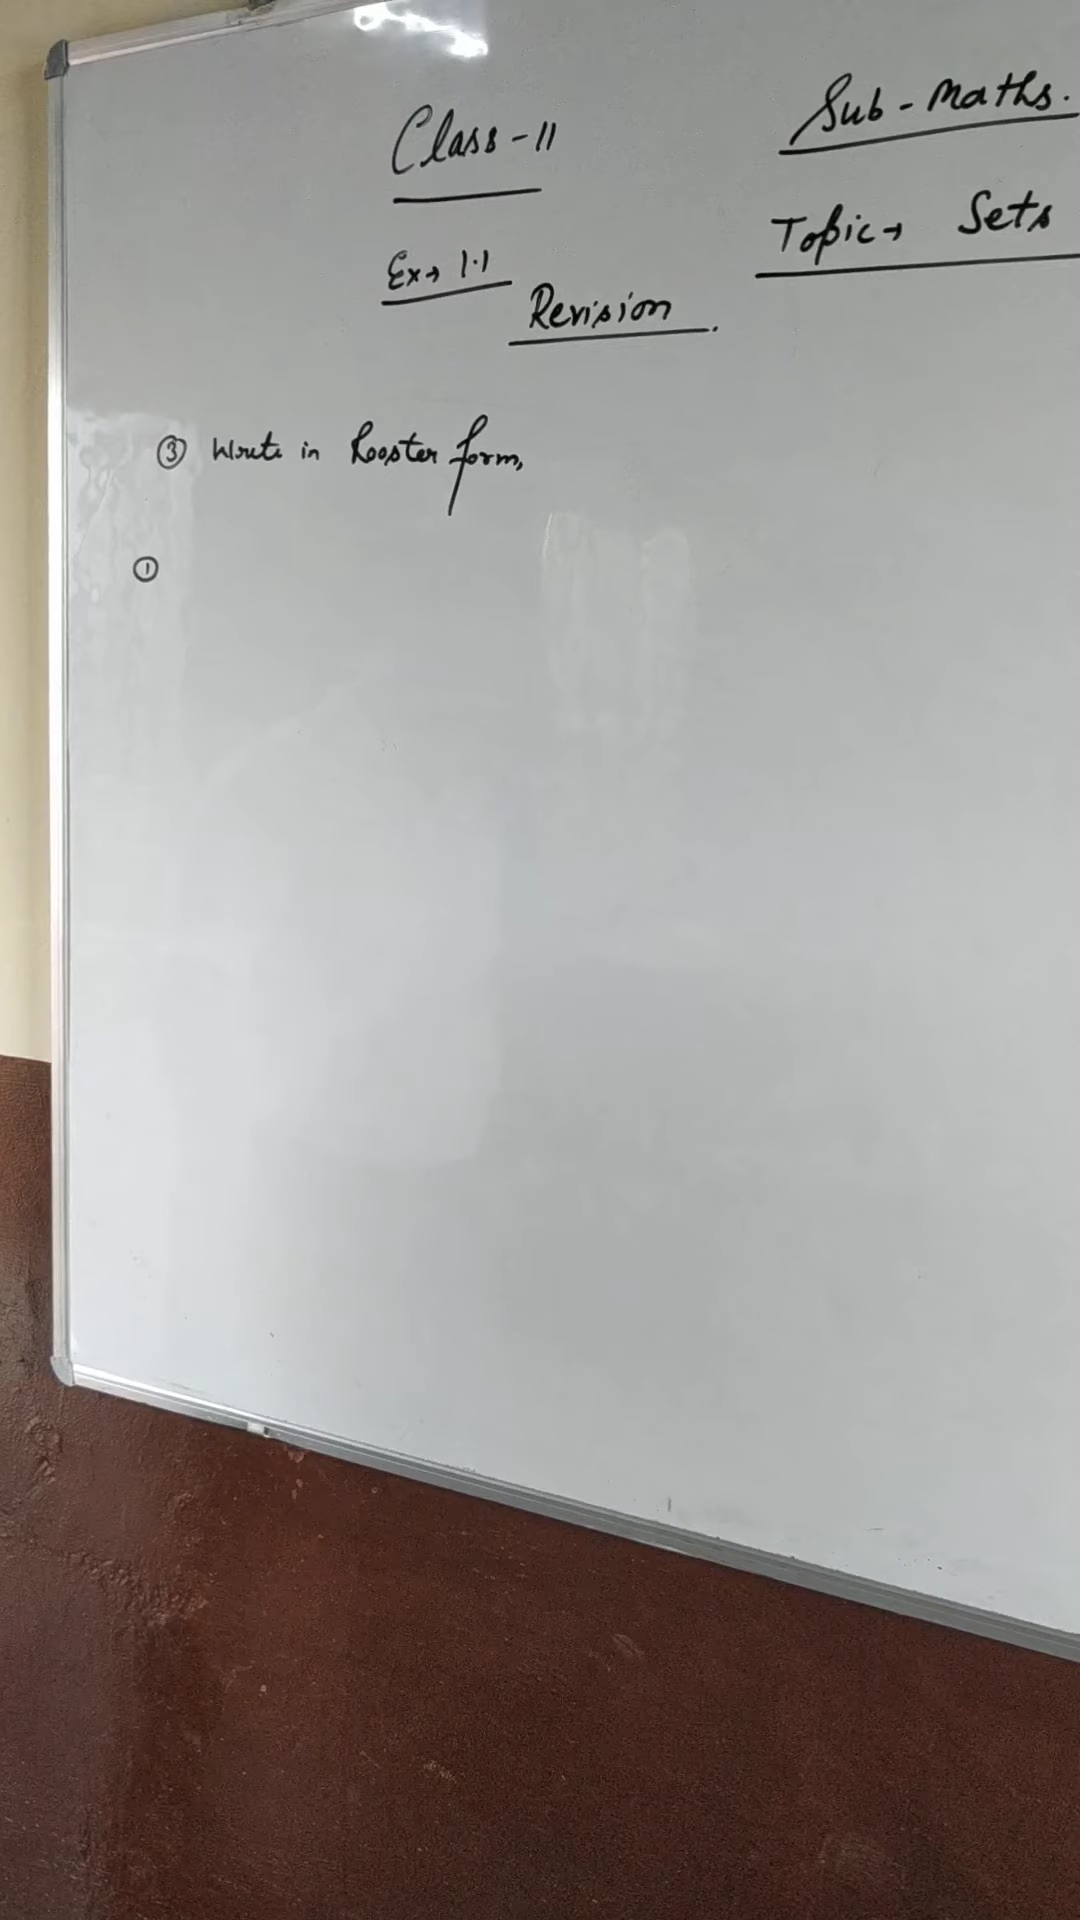 Class-11
Sub-Maths.
Topic→ Sets
Ex→ 1.1
Revision
③ Write in Rooster form,
①